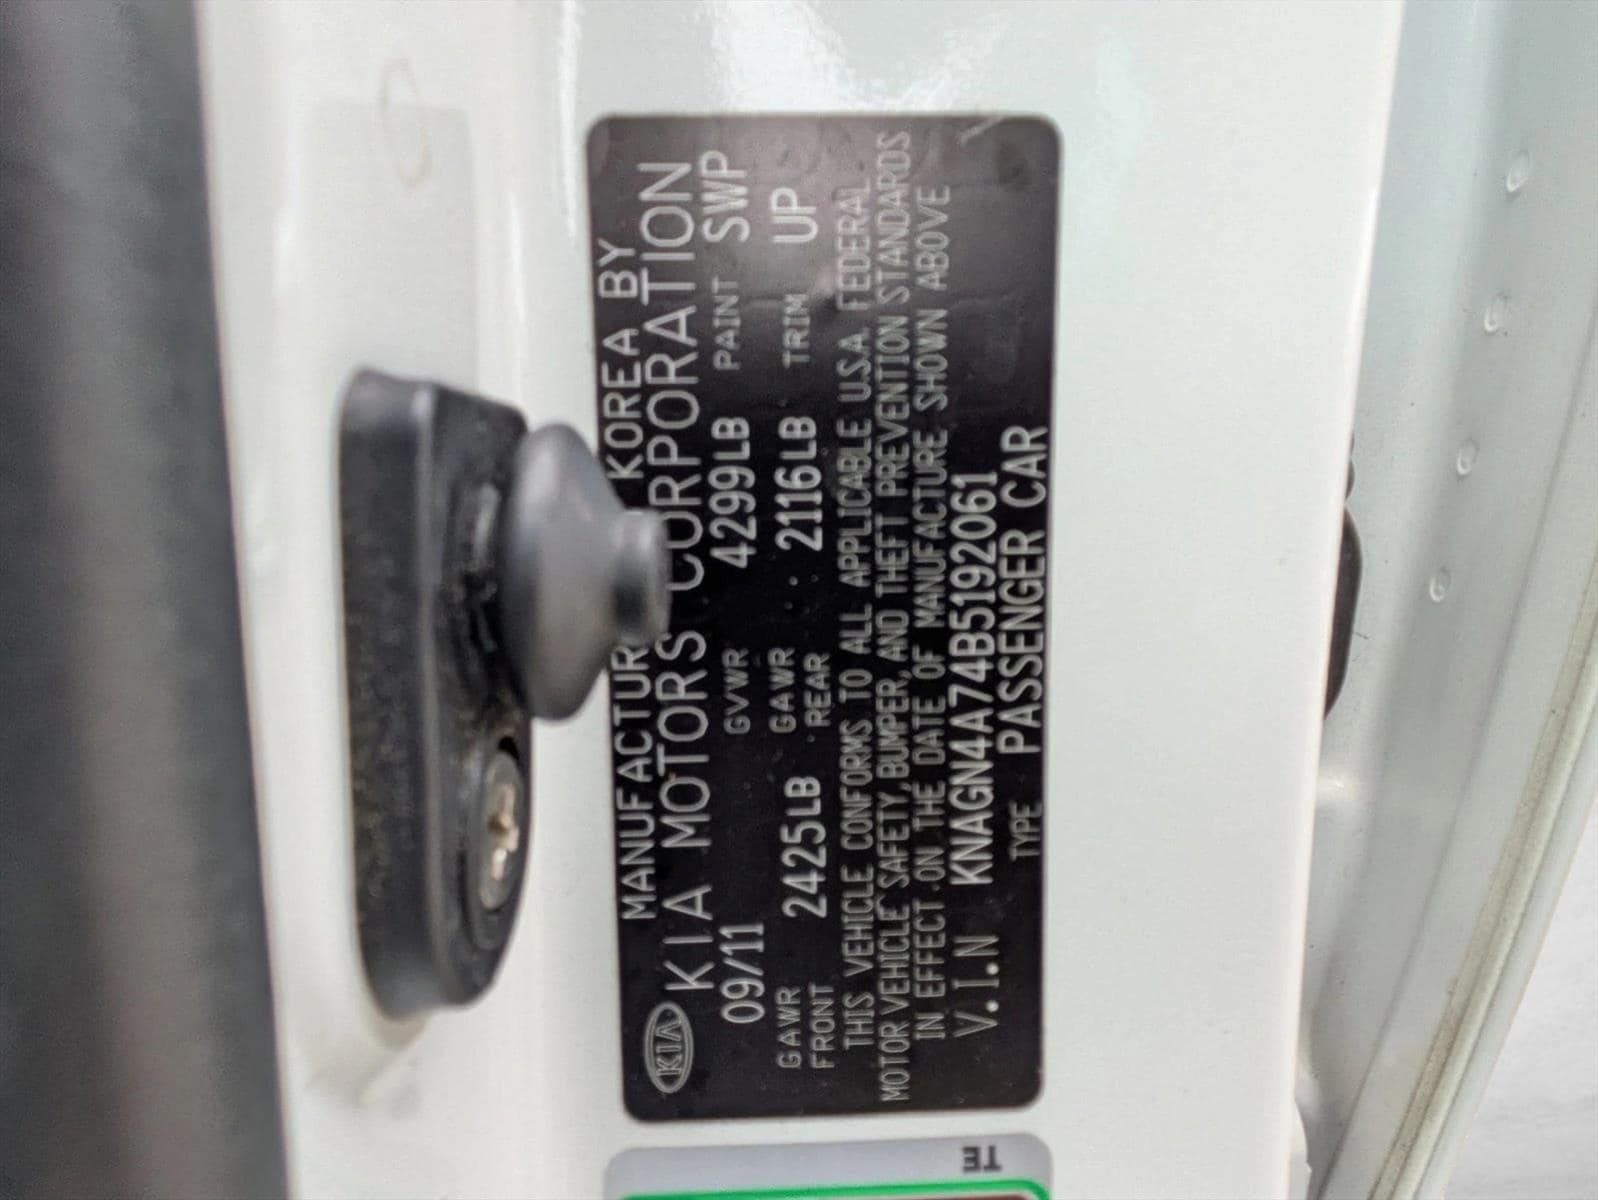 MANUFACTUR KOREA BY
KIA KIA MOTORS CORPORATION
09/11 GVWR 4299LB PAINT SWP
GAWR FRONT 2425LB GAWR REAR 2116LB TRIM UP
THIS VEHICLE CONFORMS TO ALL APPLICABLE U.S.A. FEDERAL
MOTOR VEHICLE SAFETY, BUMPER, AND THEFT PREVENTION STANDARDS
IN EFFECT ON THE DATE OF MANUFACTURE SHOWN ABOVE
V.I.N KNAGN4A74B5192061
TYPE PASSENGER CAR
TE